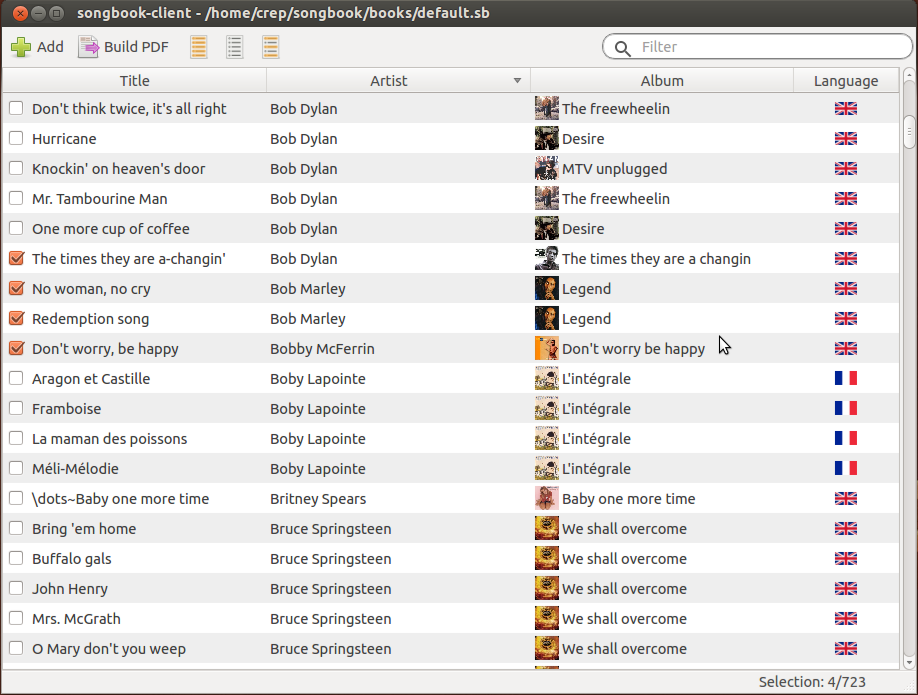 songbook-client - /home/crep/songbook/books/default.sb
Add Build PDF Filter
Title Artist Album Language
Don't think twice, it's all right Bob Dylan The freewheelin
Hurricane Bob Dylan Desire
Knockin' on heaven's door Bob Dylan MTV unplugged
Mr. Tambourine Man Bob Dylan The freewheelin
One more cup of coffee Bob Dylan Desire
The times they are a-changin' Bob Dylan The times they are a changin
No woman, no cry Bob Marley Legend
Redemption song Bob Marley Legend
Don't worry, be happy Bobby McFerrin Don't worry be happy
Aragon et Castille Boby Lapointe L'intégrale
Framboise Boby Lapointe L'intégrale
La maman des poissons Boby Lapointe L'intégrale
Méli-Mélodie Boby Lapointe L'intégrale
\dots~Baby one more time Britney Spears Baby one more time
Bring 'em home Bruce Springsteen We shall overcome
Buffalo gals Bruce Springsteen We shall overcome
John Henry Bruce Springsteen We shall overcome
Mrs. McGrath Bruce Springsteen We shall overcome
O Mary don't you weep Bruce Springsteen We shall overcome
Selection: 4/723